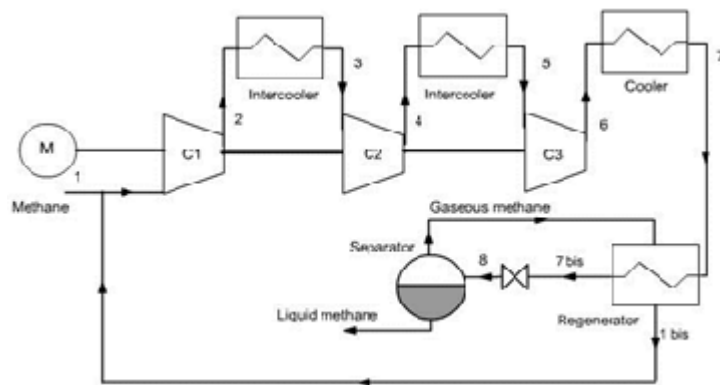 3
5
7
Intercooler
Intercooler
Cooler
2
4
6
M
C1
C2
C3
1
Methane
Gaseous methane
Separator
8
7 bis
Liquid methane
Regenerator
1 bis